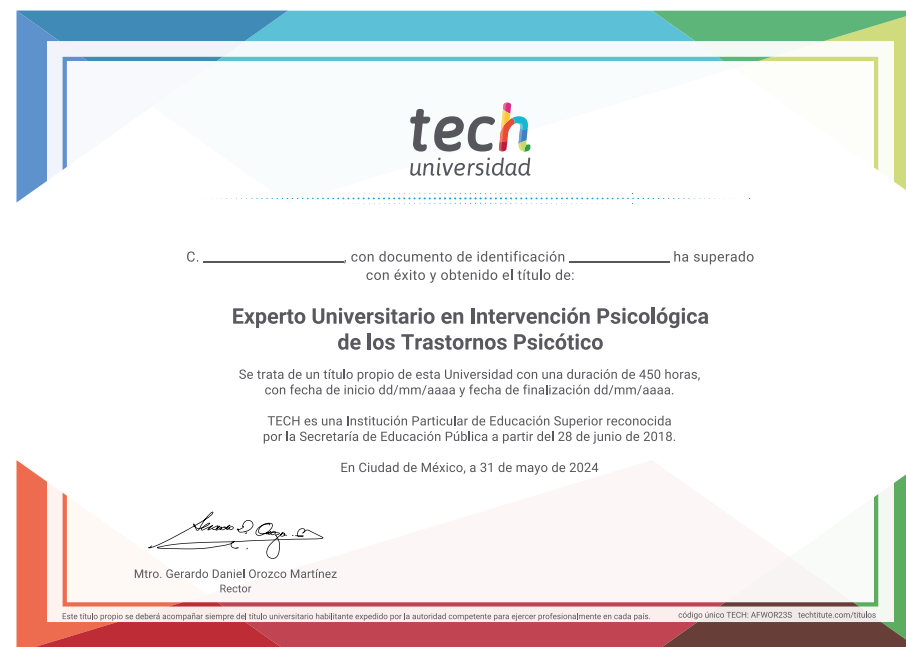 tech
universidad
C. ____________, con documento de identificación ____________ ha superado
con éxito y obtenido el título de:
Experto Universitario en Intervención Psicológica
de los Trastornos Psicótico
Se trata de un título propio de esta Universidad con una duración de 450 horas,
con fecha de inicio dd/mm/aaaa y fecha de finalización dd/mm/aaaa.
TECH es una Institución Particular de Educación Superior reconocida
por la Secretaría de Educación Pública a partir del 28 de junio de 2018.
En Ciudad de México, a 31 de mayo de 2024
Mtro. Gerardo Daniel Orozco Martínez
Rector
Este título propio se deberá acompañar siempre del título universitario habilitante expedido por la autoridad competente para ejercer profesionalmente en cada país. código único TECH: AFWOR23S techtitute.com/titulos